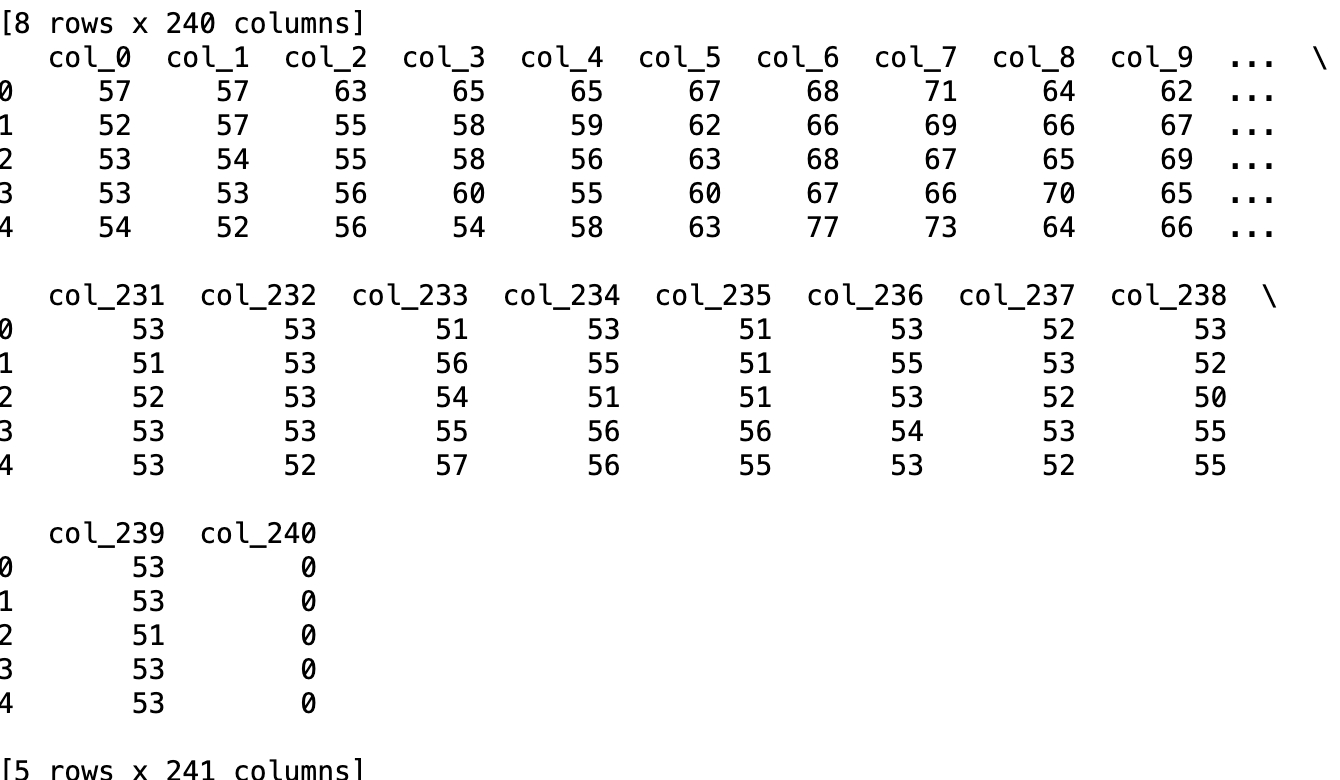 [8 rows x 240 columns]
   col_0  col_1  col_2  col_3  col_4  col_5  col_6  col_7  col_8  col_9  ...  \
0     57     57     63     65     65     67     68     71     64     62  ...
1     52     57     55     58     59     62     66     69     66     67  ...
2     53     54     55     58     56     63     68     67     65     69  ...
3     53     53     56     60     55     60     67     66     70     65  ...
4     54     52     56     54     58     63     77     73     64     66  ...
   col_231  col_232  col_233  col_234  col_235  col_236  col_237  col_238  \
0       53       53       51       53       51       53       52       53
1       51       53       56       55       51       55       53       52
2       52       53       54       51       51       53       52       50
3       53       53       55       56       56       54       53       55
4       53       52       57       56       55       53       52       55
   col_239  col_240
0       53        0
1       53        0
2       51        0
3       53        0
4       53        0
[5 rows x 241 columns]